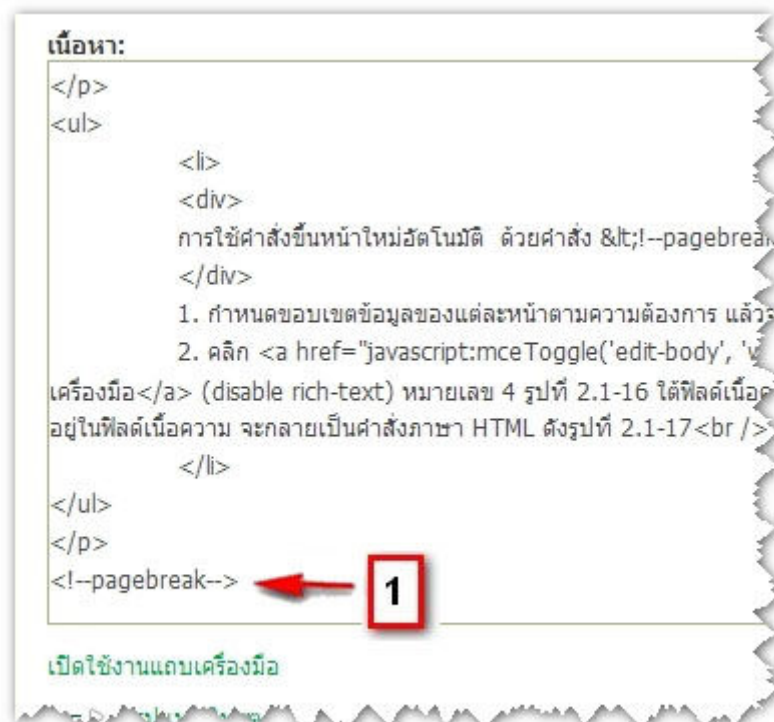 เนื้อหา:
</p>
<ul>
<li>
<div>
การใช้คำสั่งขึ้นหน้าใหม่อัตโนมัติ ด้วยคำสั่ง &lt;!--pagebreak
</div>
1. กำหนดขอบเขตข้อมูลของแต่ละหน้าตามความต้องการ แล้ว
2. คลิก <a href="javascript:mceToggle('edit-body',
เครื่องมือ</a> (disable rich-text) หมายเลข 4 รูปที่ 2.1-16 ใต้ฟิลด์
อยู่ในฟิลด์เนื้อความ จะกลายเป็นคำสั่งภาษา HTML ดังรูปที่ 2.1-17<br />
</li>
</ul>
</p>
<!--pagebreak-->
1
เปิดใช้งานแถบเครื่องมือ